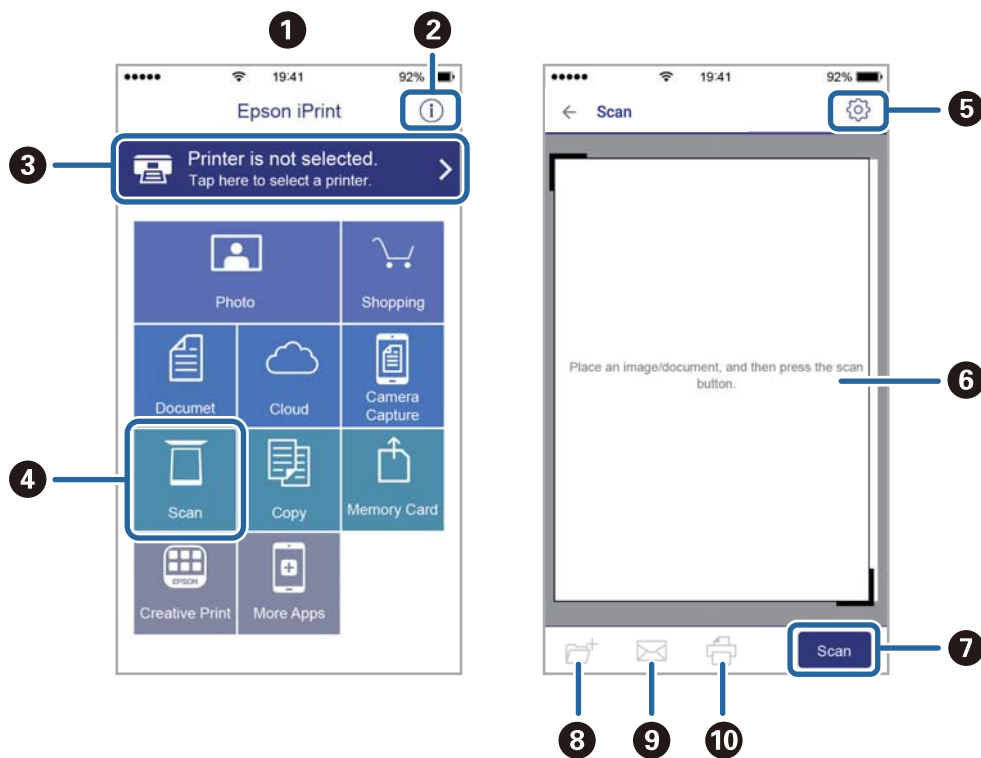 1
2
19:41
92%
Epson iPrint
i
3
Printer is not selected.
Tap here to select a printer.
Photo
Shopping
Documet
Cloud
Camera
Capture
4
Scan
Copy
Memory Card
EPSON
Creative Print
More Apps
19:41
92%
Scan
5
Place an image/document, and then press the scan
button.
6
Scan
7
8
9
10